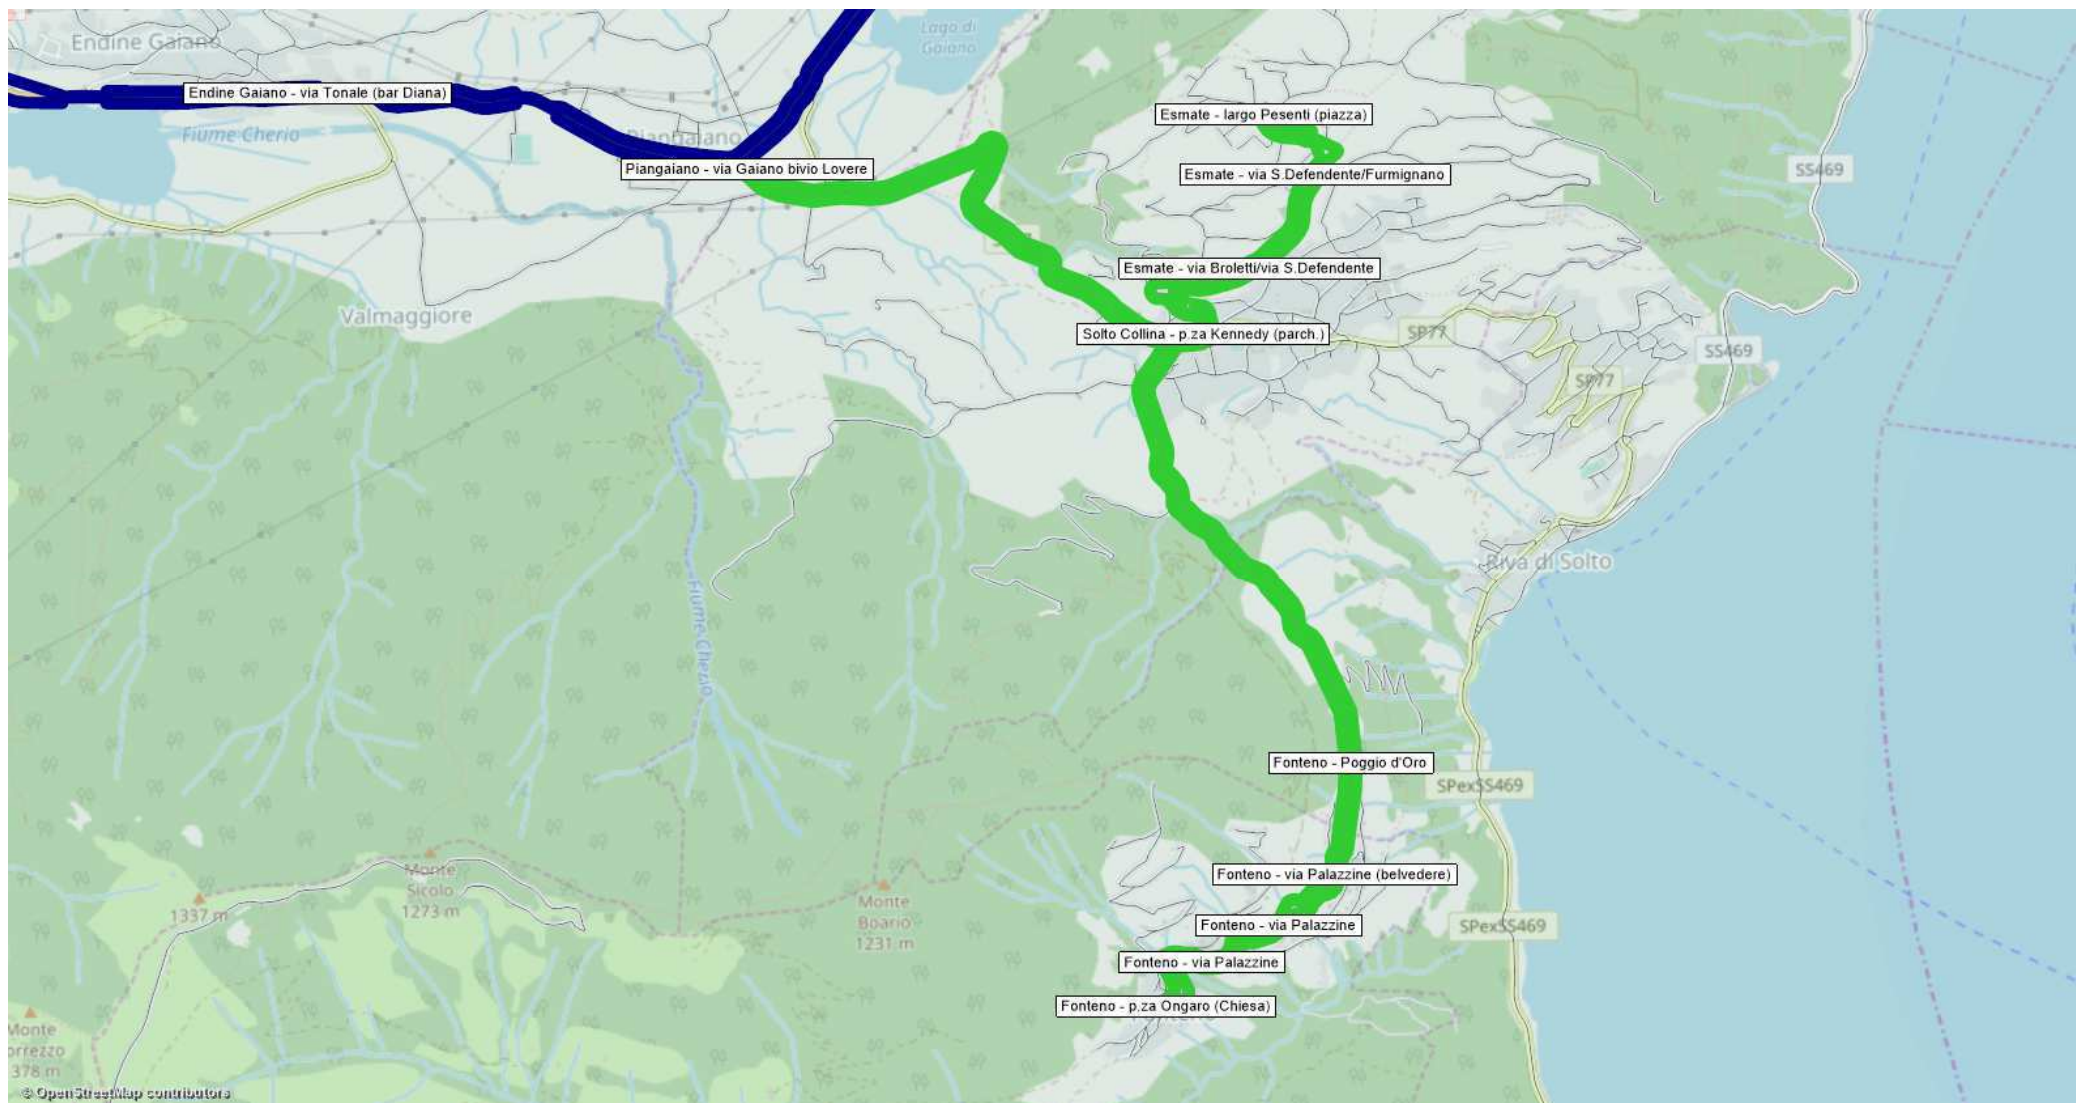 Endine Gaiano
Lago di
Gaiano
Endine Gaiano - via Tonale (bar Diana)
Fiume Cherio
Piangaiano
Esmate - largo Pesenti (piazza)
Piangaiano - via Gaiano bivio Lovere
Esmate - via S.Defendente/Furmignano
SS469
Esmate - via Broletti/via S.Defendente
Valmaggiore
Solto Collina - p.za Kennedy (parch.)
SP77
SS469
SP77
Riva di Solto
Fiume Cherio
Fonteno - Poggio d'Oro
SPexSS469
Monte
Sicolo
1273 m
Fonteno - via Palazzine (belvedere)
1337 m
Monte
Boario
1231 m
Fonteno - via Palazzine
SPexSS469
Fonteno - via Palazzine
Fonteno - p.za Ongaro (Chiesa)
Monte
orrezzo
378 m
© OpenStreetMap contributors